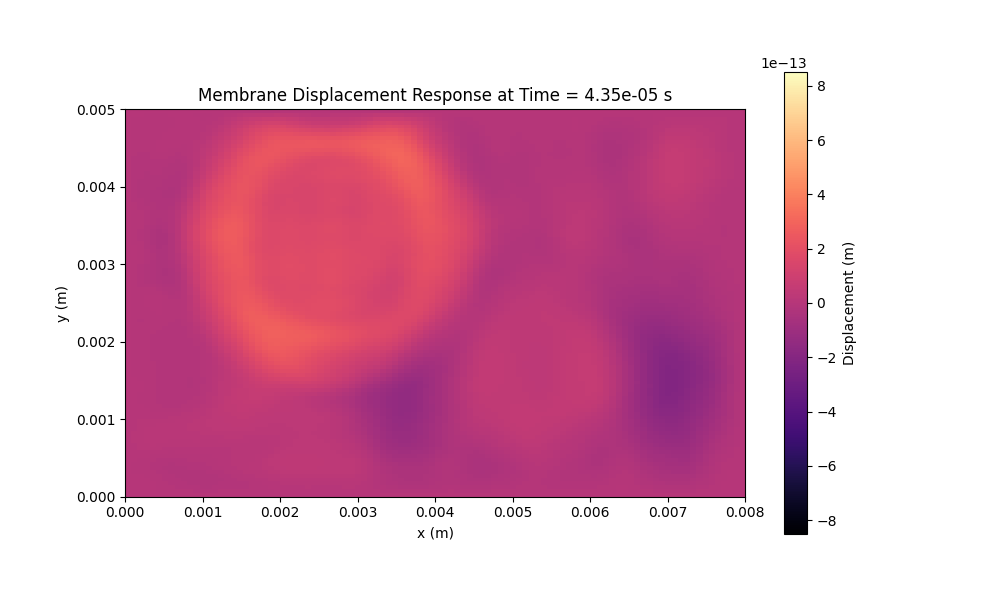 1e−13
Membrane Displacement Response at Time = 4.35e-05 s
0.005
0.004
0.003
0.002
0.001
0.000
y (m)
0.000 0.001 0.002 0.003 0.004 0.005 0.006 0.007 0.008
x (m)
8
6
4
2
0
−2
−4
−6
−8
Displacement (m)